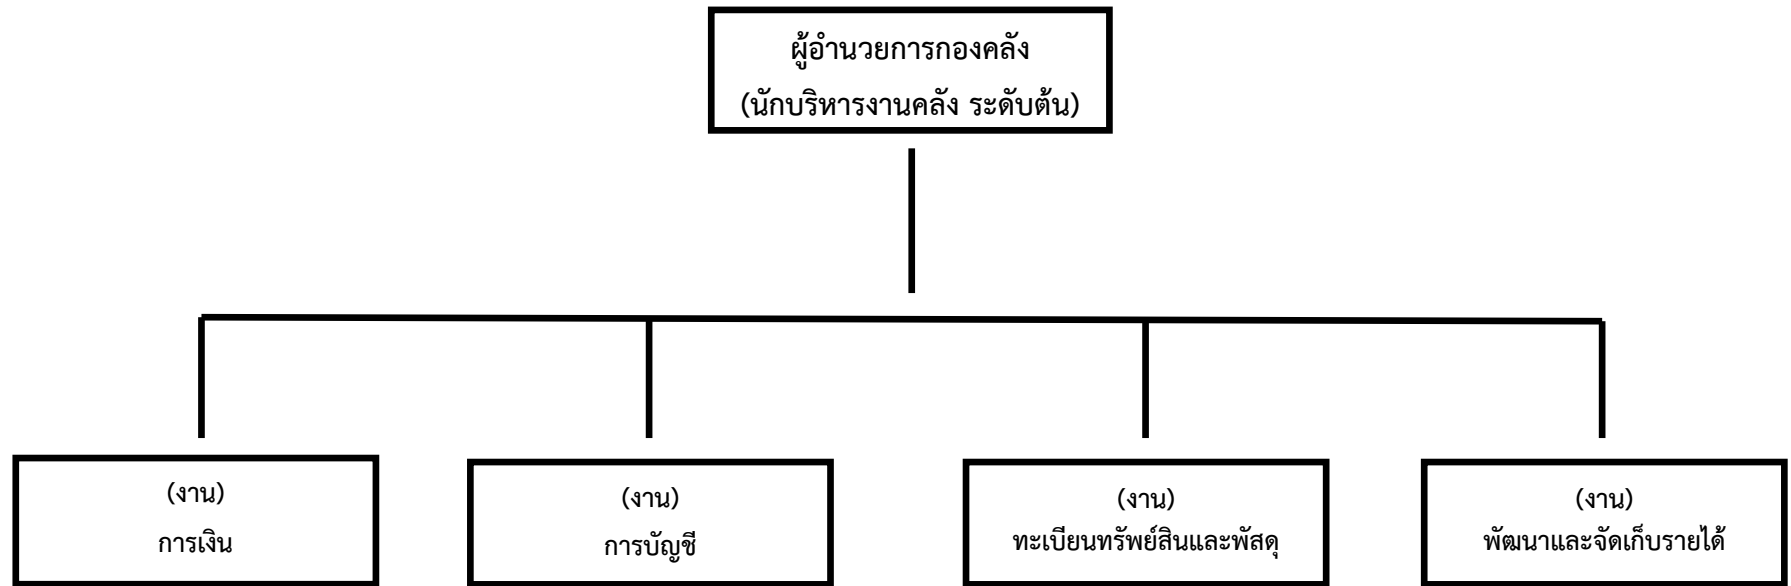 ผู้อำนวยการกองคลัง
(นักบริหารงานคลัง ระดับต้น)
(งาน)
การเงิน
(งาน)
การบัญชี
(งาน)
ทะเบียนทรัพย์สินและพัสดุ
(งาน)
พัฒนาและจัดเก็บรายได้